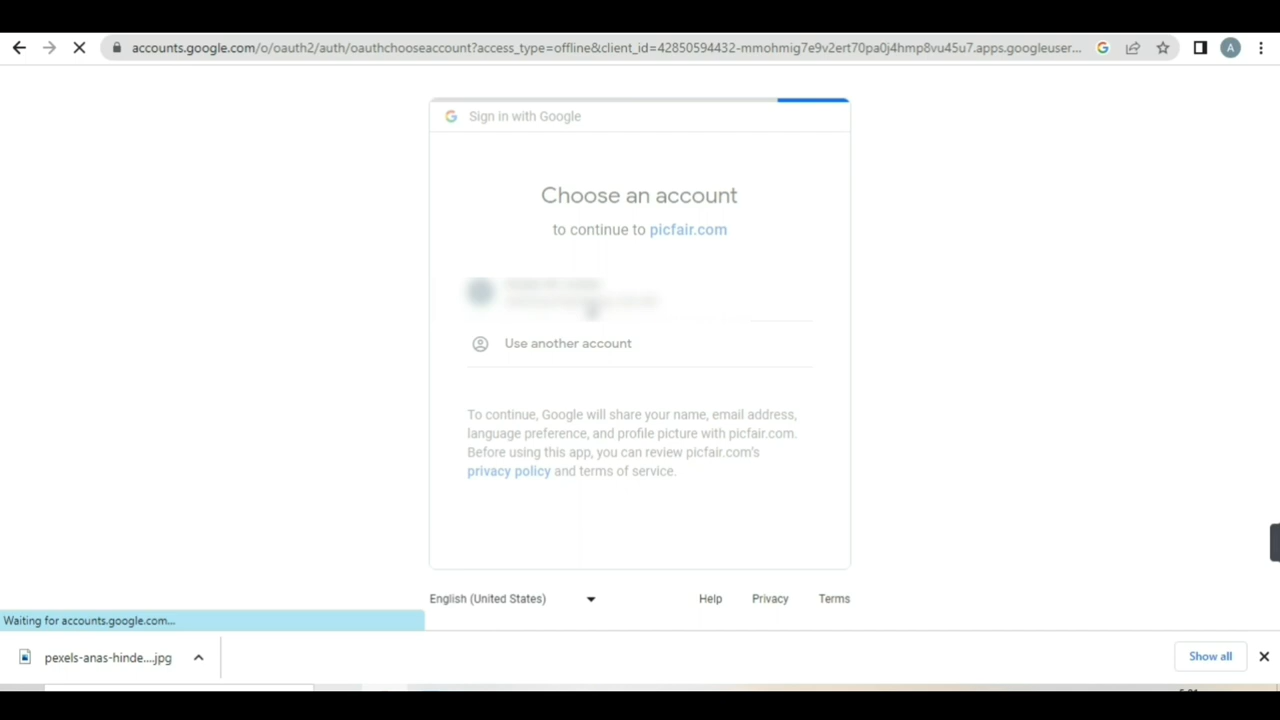 accounts.google.com/o/oauth2/auth/oauthchooseaccount?access_type=offline&client_id=42850594432-mmohmig7e9v2ert70pa0j4hmp8vu45u7.apps.googleuser...
A
Sign in with Google
Choose an account
to continue to picfair.com
Use another account
To continue, Google will share your name, email address,
language preference, and profile picture with picfair.com.
Before using this app, you can review picfair.com's
privacy policy and terms of service.
English (United States)
Help
Privacy
Terms
Waiting for accounts.google.com...
pexels-anas-hinde....jpg
Show all